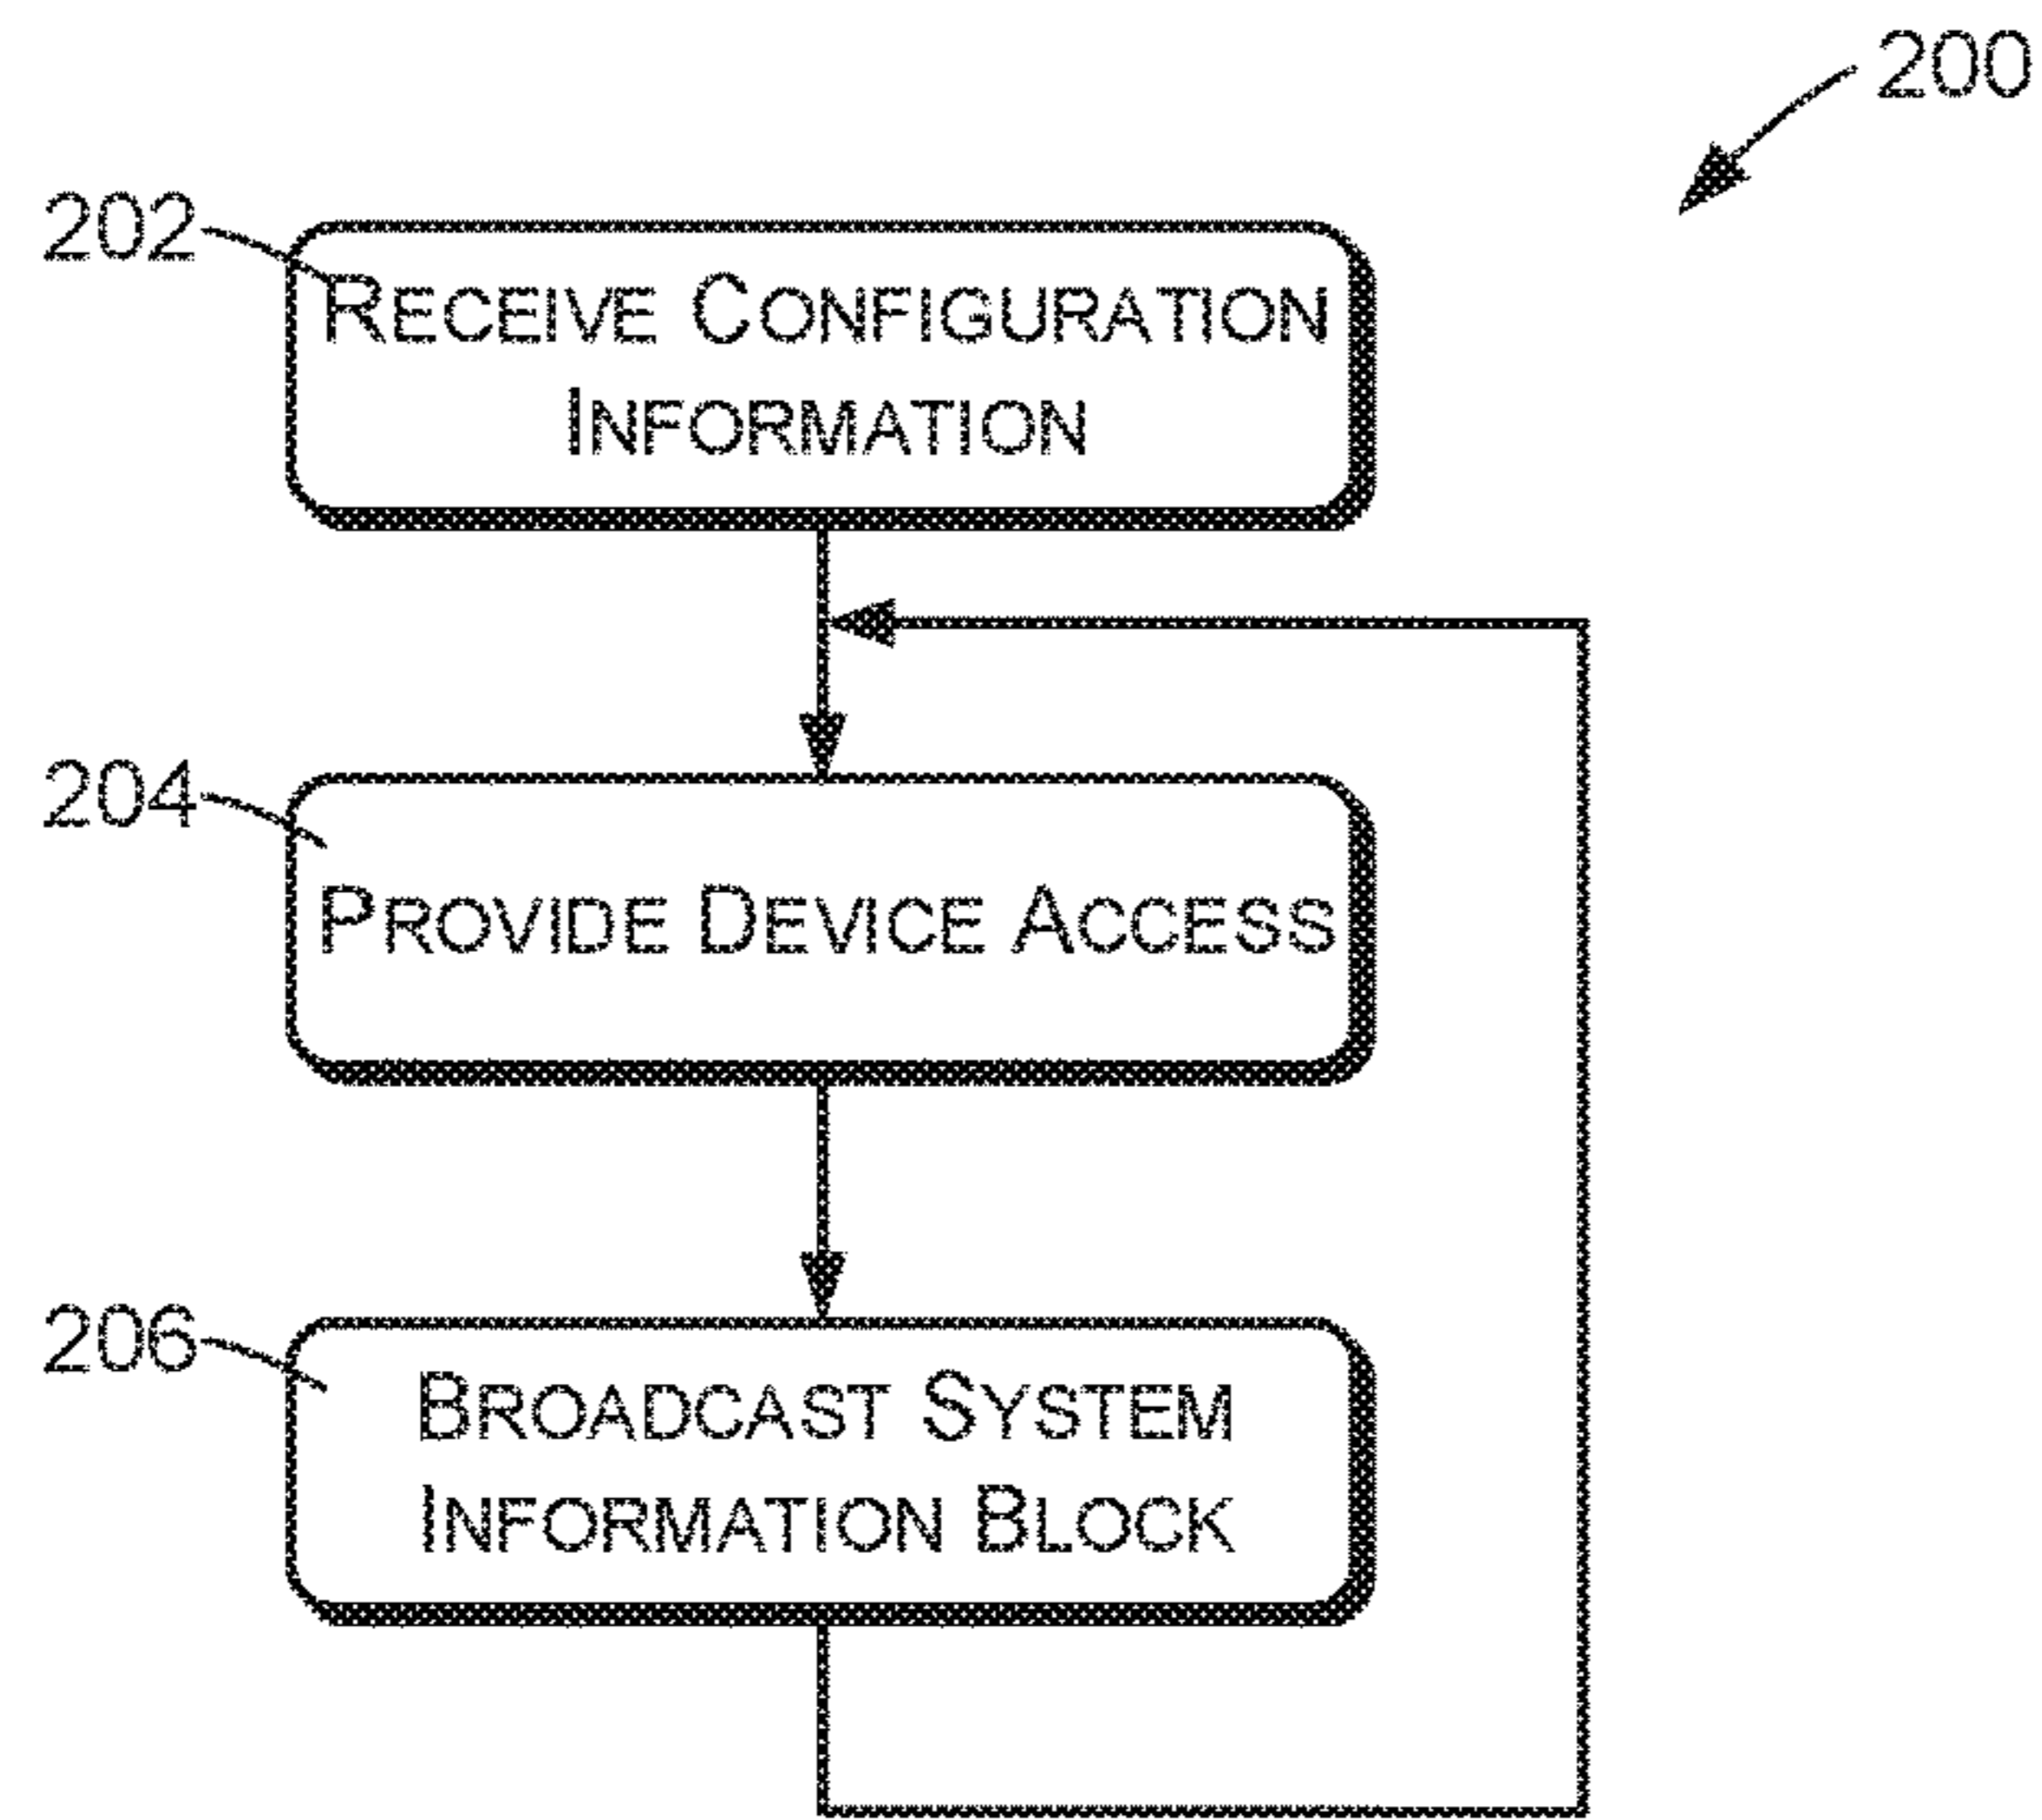 200
202
RECEIVE CONFIGURATION
INFORMATION
204
PROVIDE DEVICE ACCESS
206
BROADCAST SYSTEM
INFORMATION BLOCK